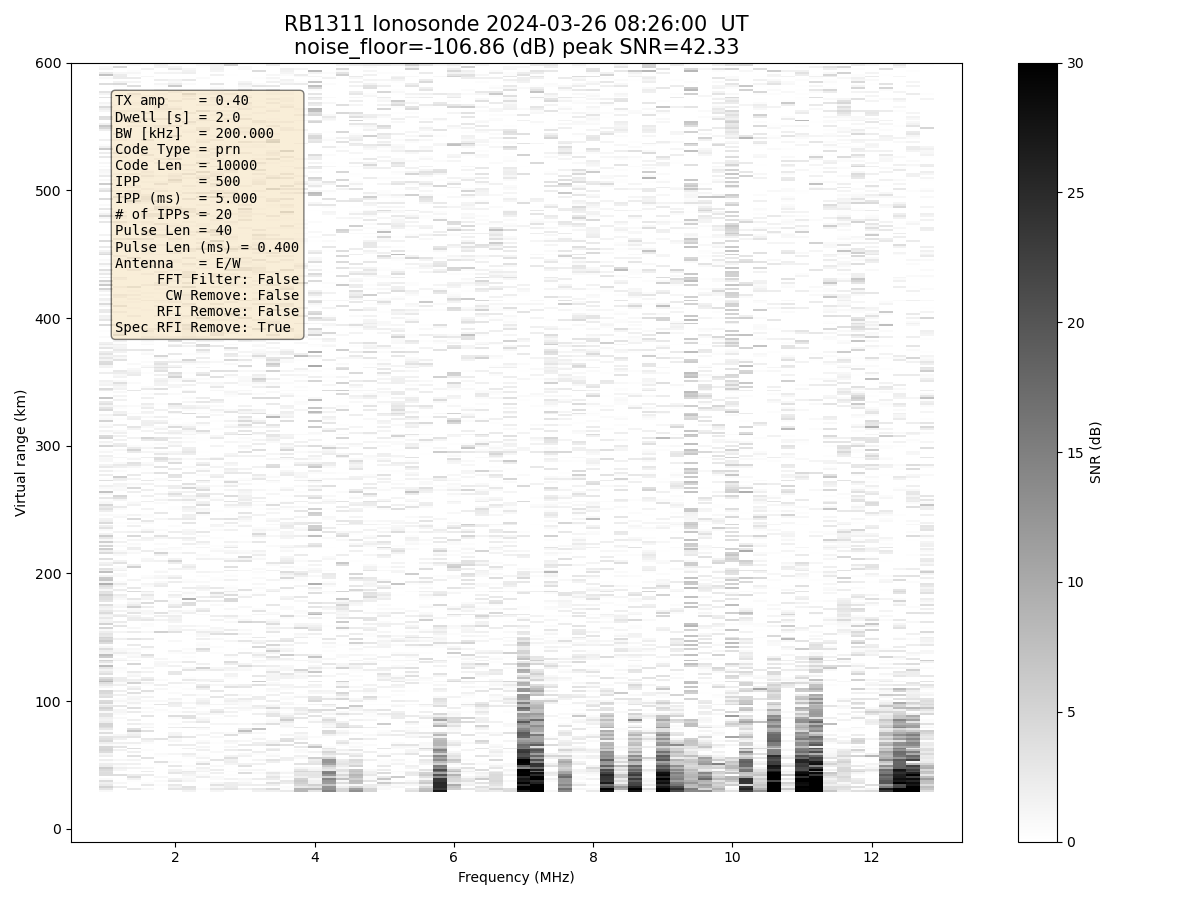 RB1311 Ionosonde 2024-03-26 08:26:00  UT
noise_floor=-106.86 (dB) peak SNR=42.33
TX amp    = 0.40
Dwell [s] = 2.0
BW [kHz]  = 200.000
Code Type = prn
Code Len  = 10000
IPP       = 500
IPP (ms)  = 5.000
# of IPPs = 20
Pulse Len = 40
Pulse Len (ms) = 0.400
Antenna   = E/W
FFT Filter: False
CW Remove: False
RFI Remove: False
Spec RFI Remove: True
600
500
400
300
200
100
0
Virtual range (km)
2 4 6 8 10 12
Frequency (MHz)
30
25
20
15
10
5
0
SNR (dB)